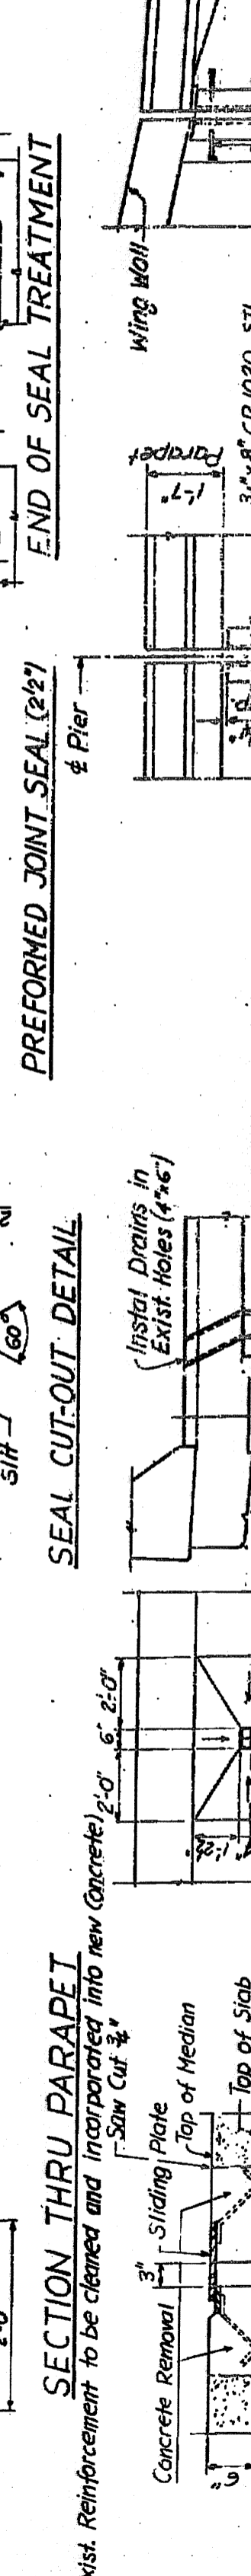 END OF SEAL TREATMENT
Wing Wall
PREFORMED JOINT SEAL (2½")
℄ Pier
1'-7"
Parapet
SEAL CUT-OUT DETAIL
60°
Instal Drains in
Exist. Holes (4"x6")
SECTION THRU PARAPET
Reinforcement to be cleaned and incorporated into new Concrete)
2'-0" 6" 2'-0"
Saw Cut ¾"
3"
Sliding Plate
Top of Median
Concrete Removal
Top of Slab
6"